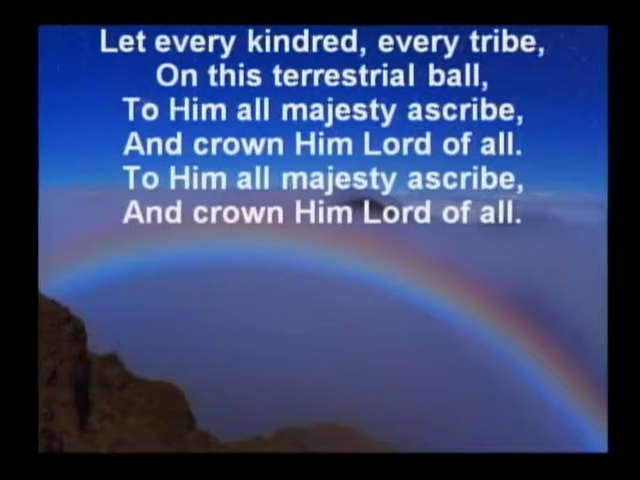 Let every kindred, every tribe,
On this terrestrial ball,
To Him all majesty ascribe,
And crown Him Lord of all.
To Him all majesty ascribe,
And crown Him Lord of all.